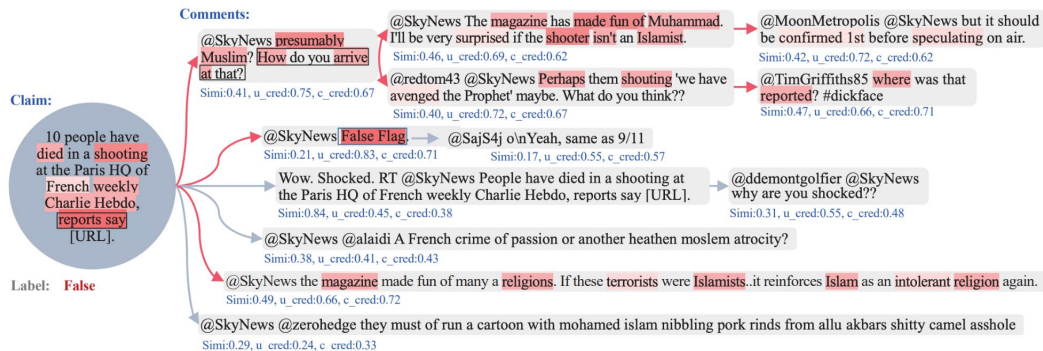 Comments:
@SkyNews presumably
Muslim? How do you arrive
at that?
Simi:0.41, u_cred:0.75, c_cred:0.67
@SkyNews The magazine has made fun of Muhammad.
I'll be very surprised if the shooter isn't an Islamist.
Simi:0.46, u_cred:0.69, c_cred:0.62
@MoonMetropolis @SkyNews but it should
be confirmed 1st before speculating on air.
Simi:0.42, u_cred:0.72, c_cred:0.62
@redtom43 @SkyNews Perhaps them shouting 'we have
avenged the Prophet' maybe. What do you think??
Simi:0.40, u_cred:0.72, c_cred:0.67
@TimGriffiths85 where was that
reported? #dickface
Simi:0.47, u_cred:0.66, c_cred:0.71
Claim:
10 people have
died in a shooting
at the Paris HQ of
French weekly
Charlie Hebdo,
reports say
[URL].
Label: False
@SkyNews False Flag.
Simi:0.21, u_cred:0.83, c_cred:0.71
@SajS4j o\nYeah, same as 9/11
Simi:0.17, u_cred:0.55, c_cred:0.57
Wow. Shocked. RT @SkyNews People have died in a shooting at
the Paris HQ of French weekly Charlie Hebdo, reports say [URL].
Simi:0.84, u_cred:0.45, c_cred:0.38
@ddemontgolfier @SkyNews
why are you shocked??
Simi:0.31, u_cred:0.55, c_cred:0.48
@SkyNews @alaidi A French crime of passion or another heathen moslem atrocity?
Simi:0.38, u_cred:0.41, c_cred:0.43
@SkyNews the magazine made fun of many a religions. If these terrorists were Islamists..it reinforces Islam as an intolerant religion again.
Simi:0.49, u_cred:0.66, c_cred:0.72
@SkyNews @zerohedge they must of run a cartoon with mohamed islam nibbling pork rinds from allu akbars shitty camel asshole
Simi:0.29, u_cred:0.24, c_cred:0.33